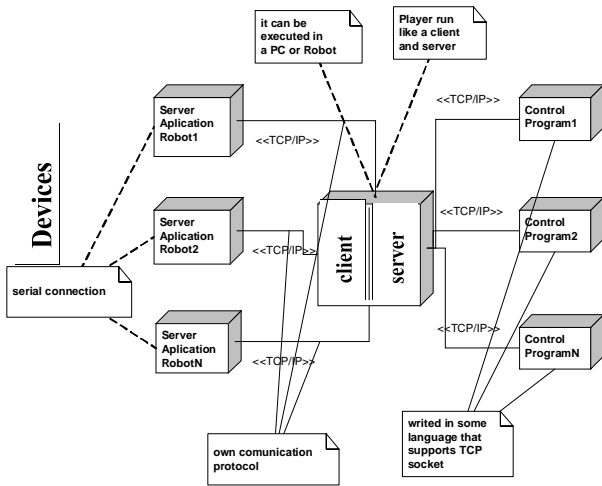 it can be
executed in
a PC or Robot
Player run
like a client
and server
Server
Aplication
Robot1
<<TCP/IP>>
<<TCP/IP>>
Control
Program1
Devices
Server
Aplication
Robot2
<<TCP/IP>>
client
server
<<TCP/IP>>
Control
Program2
serial connection
Server
Aplication
RobotN
<<TCP/IP>>
<<TCP/IP>>
Control
ProgramN
own comunication
protocol
writed in some
language that
supports TCP
socket